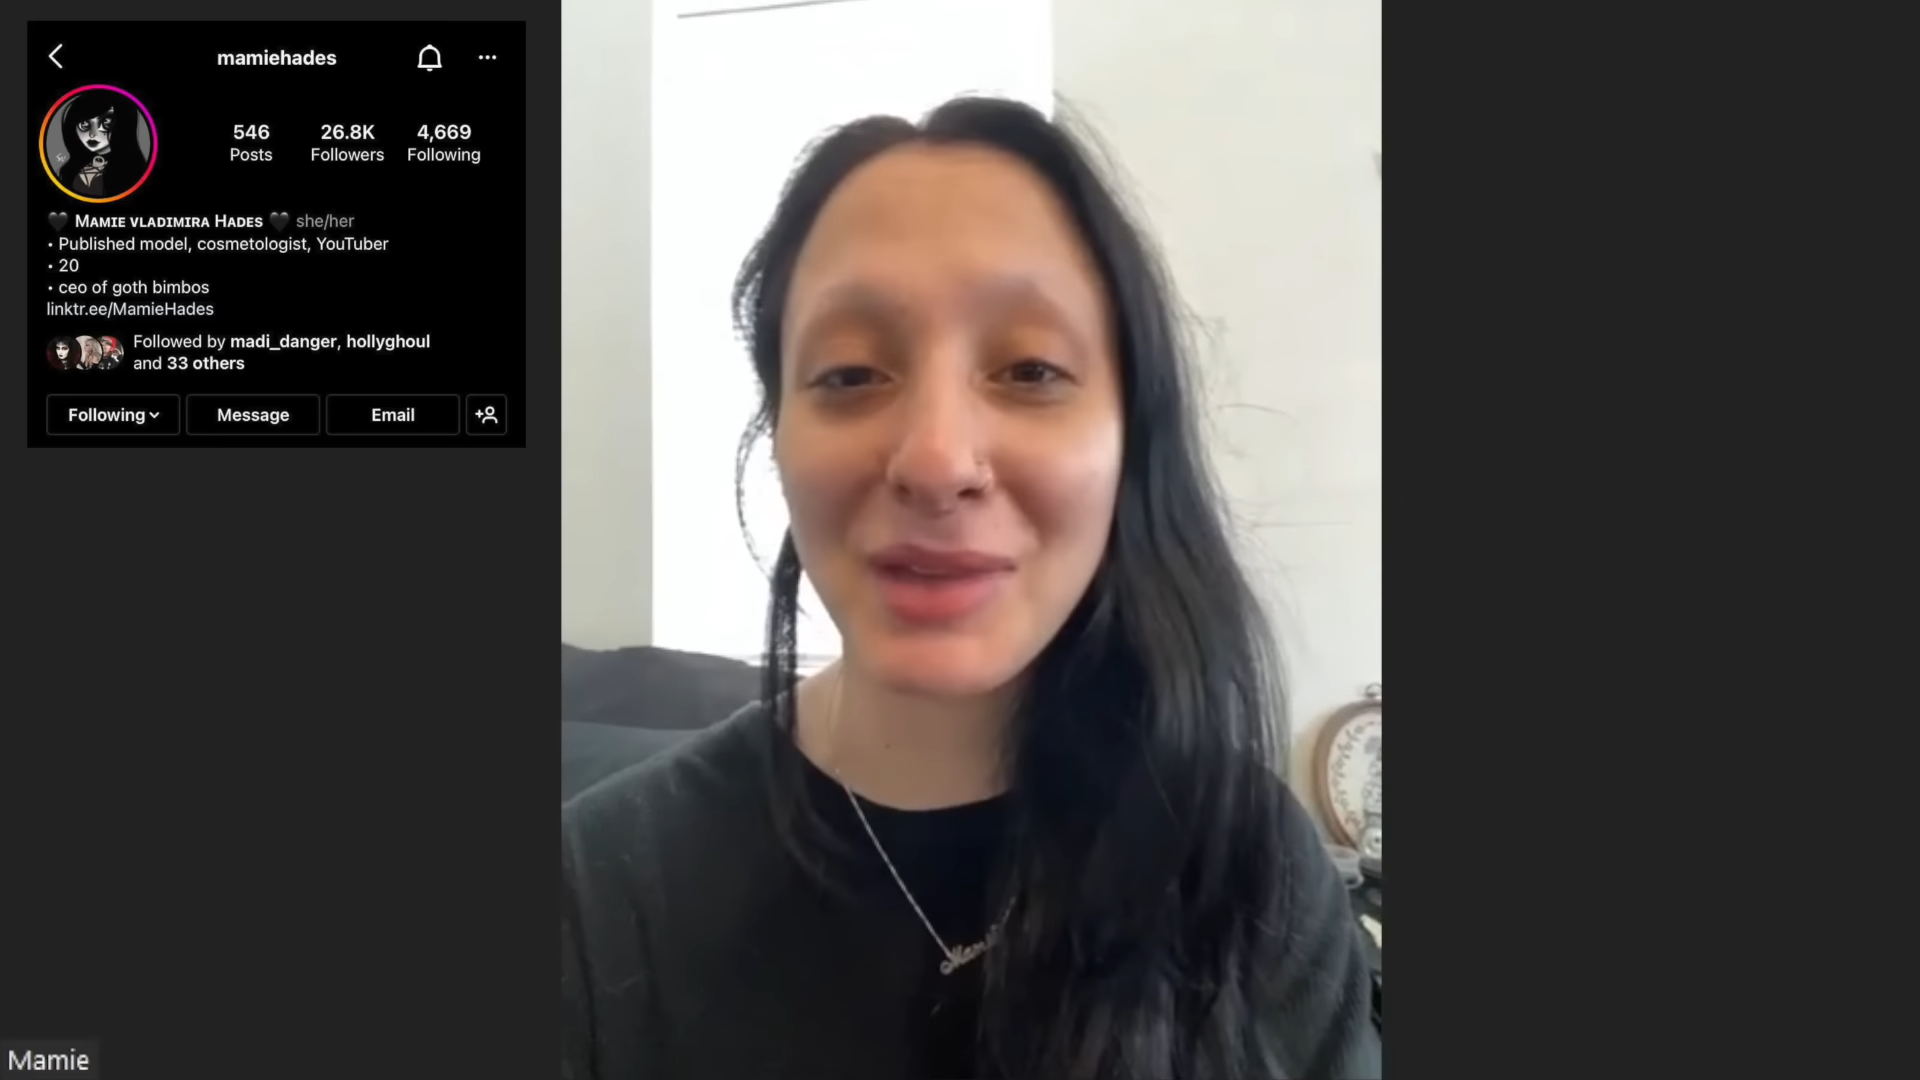 mamiehades
546 26.8K 4,669
Posts Followers Following
🖤 Mamie vladimira Hades 🖤 she/her
• Published model, cosmetologist, YouTuber
• 20
• ceo of goth bimbos
linktr.ee/MamieHades
Followed by madi_danger, hollyghoul
and 33 others
Following Message Email
Mamie